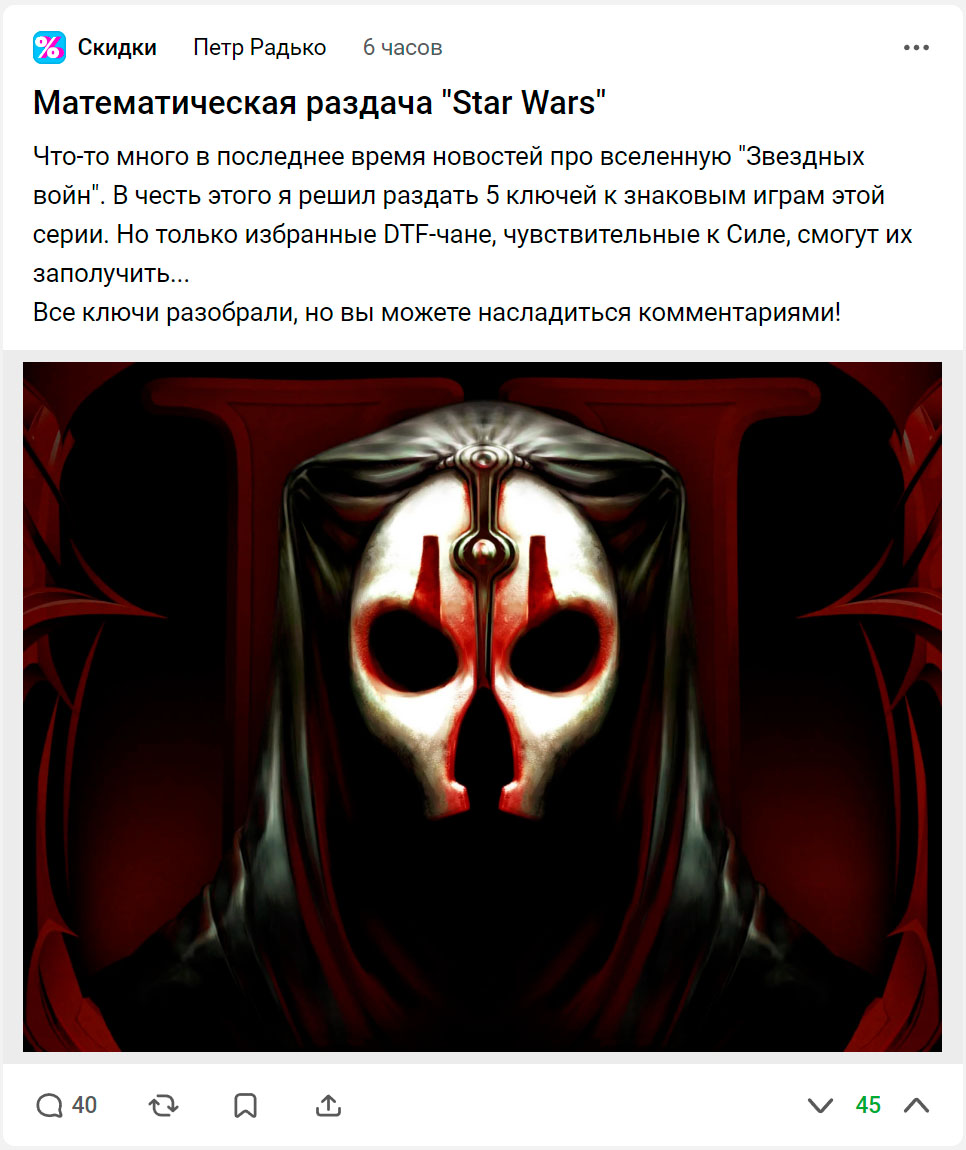 % Скидки Петр Радько 6 часов
Математическая раздача "Star Wars"
Что-то много в последнее время новостей про вселенную "Звездных
войн". В честь этого я решил раздать 5 ключей к знаковым играм этой
серии. Но только избранные DTF-чане, чувствительные к Силе, смогут их
заполучить...
Все ключи разобрали, но вы можете насладиться комментариями!
40 45